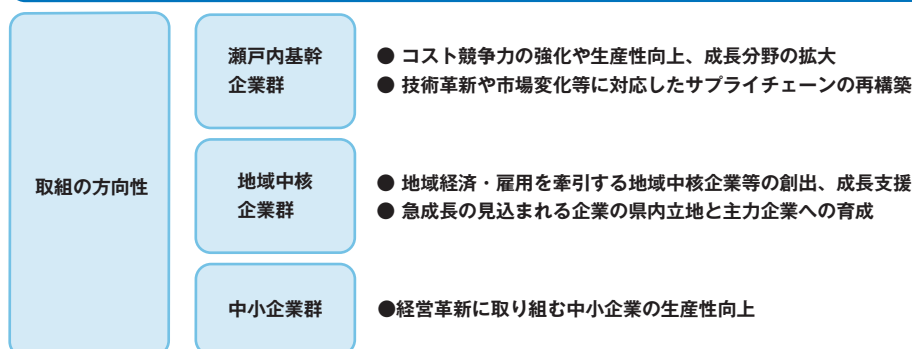 瀬戸内基幹
企業群
● コスト競争力の強化や生産性向上、成長分野の拡大
● 技術革新や市場変化等に対応したサプライチェーンの再構築
取組の方向性
地域中核
企業群
● 地域経済・雇用を牽引する地域中核企業等の創出、成長支援
● 急成長の見込まれる企業の県内立地と主力企業への育成
中小企業群
●経営革新に取り組む中小企業の生産性向上